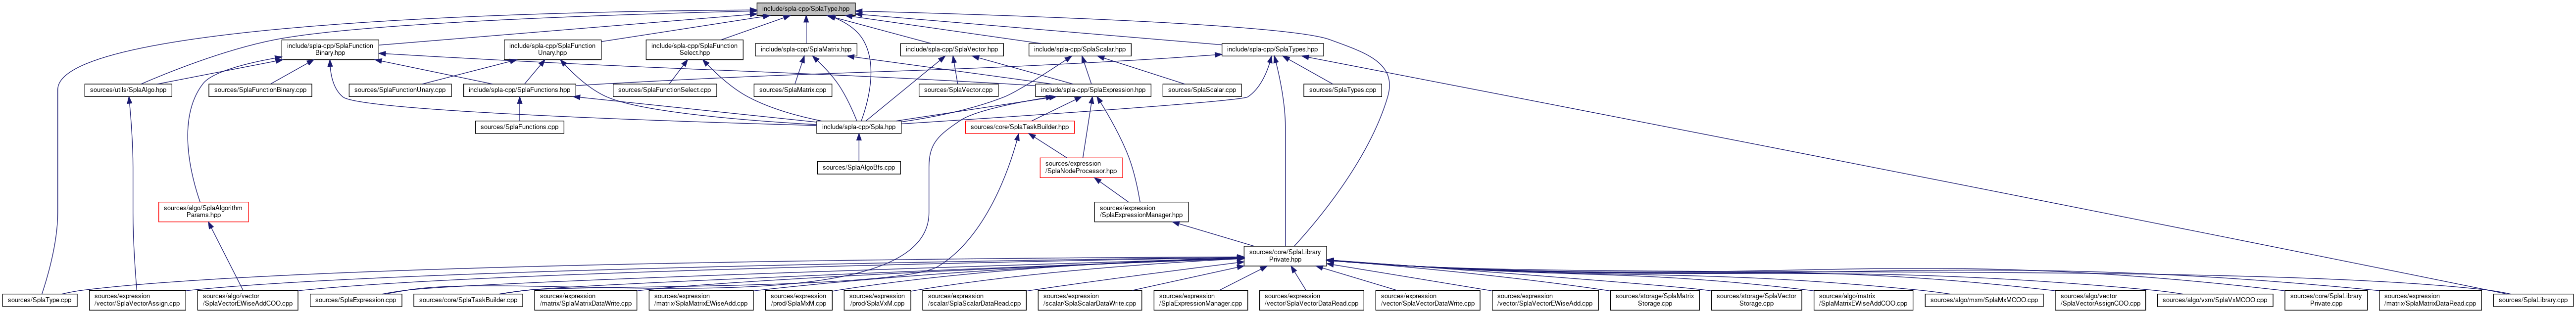 include/spla-cpp/SplaType.hpp
include/spla-cpp/SplaFunction
Binary.hpp
include/spla-cpp/SplaFunction
Unary.hpp
include/spla-cpp/SplaFunction
Select.hpp
include/spla-cpp/SplaMatrix.hpp
include/spla-cpp/SplaVector.hpp
include/spla-cpp/SplaScalar.hpp
include/spla-cpp/SplaTypes.hpp
sources/utils/SplaAlgo.hpp
sources/SplaFunctionBinary.cpp
sources/SplaFunctionUnary.cpp
include/spla-cpp/SplaFunctions.hpp
sources/SplaFunctionSelect.cpp
sources/SplaMatrix.cpp
sources/SplaVector.cpp
include/spla-cpp/SplaExpression.hpp
sources/SplaScalar.cpp
sources/SplaTypes.cpp
sources/SplaFunctions.cpp
include/spla-cpp/Spla.hpp
sources/core/SplaTaskBuilder.hpp
sources/SplaAlgoBfs.cpp
sources/expression
/SplaNodeProcessor.hpp
sources/algo/SplaAlgorithm
Params.hpp
sources/expression
/SplaExpressionManager.hpp
sources/core/SplaLibrary
Private.hpp
sources/SplaType.cpp
sources/expression
/vector/SplaVectorAssign.cpp
sources/algo/vector
/SplaVectorEWiseAddCOO.cpp
sources/SplaExpression.cpp
sources/core/SplaTaskBuilder.cpp
sources/expression
/matrix/SplaMatrixDataWrite.cpp
sources/expression
/matrix/SplaMatrixEWiseAdd.cpp
sources/expression
/prod/SplaMxM.cpp
sources/expression
/prod/SplaVxM.cpp
sources/expression
/scalar/SplaScalarDataRead.cpp
sources/expression
/scalar/SplaScalarDataWrite.cpp
sources/expression
/SplaExpressionManager.cpp
sources/expression
/vector/SplaVectorDataRead.cpp
sources/expression
/vector/SplaVectorDataWrite.cpp
sources/expression
/vector/SplaVectorEWiseAdd.cpp
sources/storage/SplaMatrix
Storage.cpp
sources/storage/SplaVector
Storage.cpp
sources/algo/matrix
/SplaMatrixEWiseAddCOO.cpp
sources/algo/mxm/SplaMxMCOO.cpp
sources/algo/vector
/SplaVectorAssignCOO.cpp
sources/algo/vxm/SplaVxMCOO.cpp
sources/core/SplaLibrary
Private.cpp
sources/expression
/matrix/SplaMatrixDataRead.cpp
sources/SplaLibrary.cpp